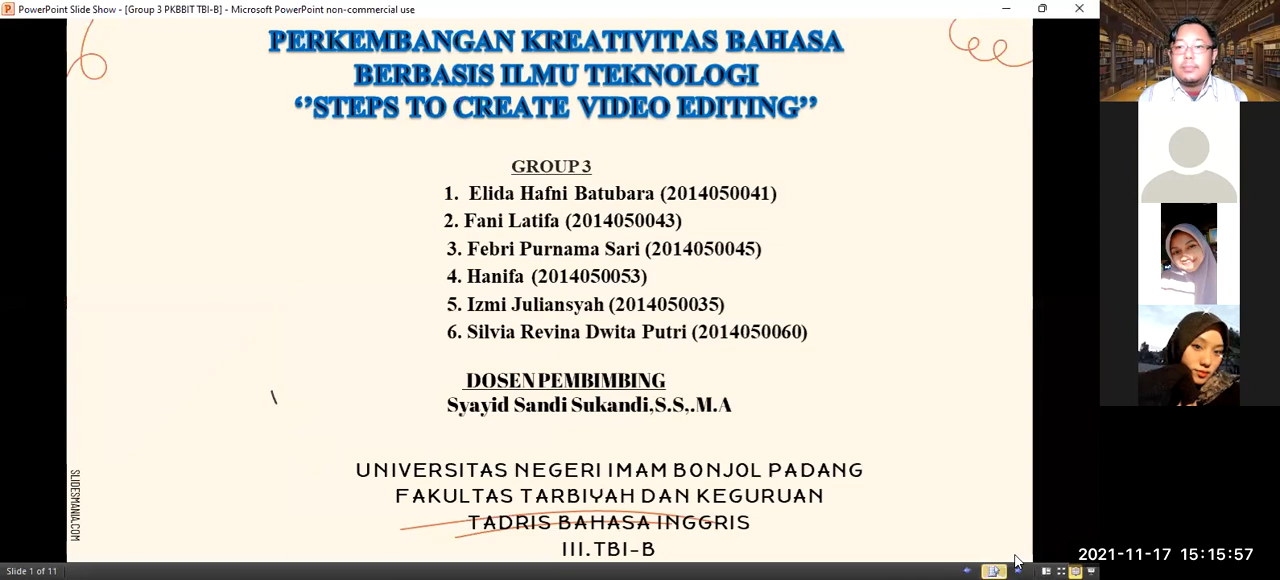 PowerPoint Slide Show - [Group 3 PKBBIT TBI-B] - Microsoft PowerPoint non-commercial use
PERKEMBANGAN KREATIVITAS BAHASA
BERBASIS ILMU TEKNOLOGI
‘’STEPS TO CREATE VIDEO EDITING’’
GROUP 3
1. Elida Hafni Batubara (2014050041)
2. Fani Latifa (2014050043)
3. Febri Purnama Sari (2014050045)
4. Hanifa (2014050053)
5. Izmi Juliansyah (2014050035)
6. Silvia Revina Dwita Putri (2014050060)
DOSEN PEMBIMBING
Syayid Sandi Sukandi,S.S,.M.A
UNIVERSITAS NEGERI IMAM BONJOL PADANG
FAKULTAS TARBIYAH DAN KEGURUAN
TADRIS BAHASA INGGRIS
III.TBI-B
SLIDESMANIA.COM
Slide 1 of 11
2021-11-17 15:15:57